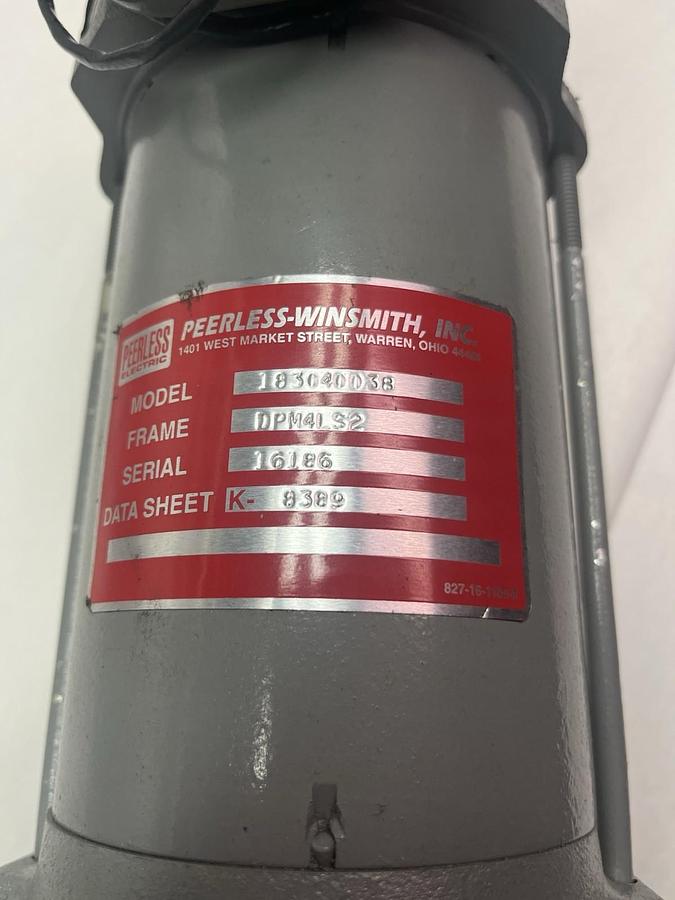 PEERLESS
ELECTRIC
PEERLESS-WINSMITH, INC.
1401 WEST MARKET STREET, WARREN, OHIO
MODEL 183040038
FRAME DPM4LS2
SERIAL 16186
DATA SHEET K- 8389